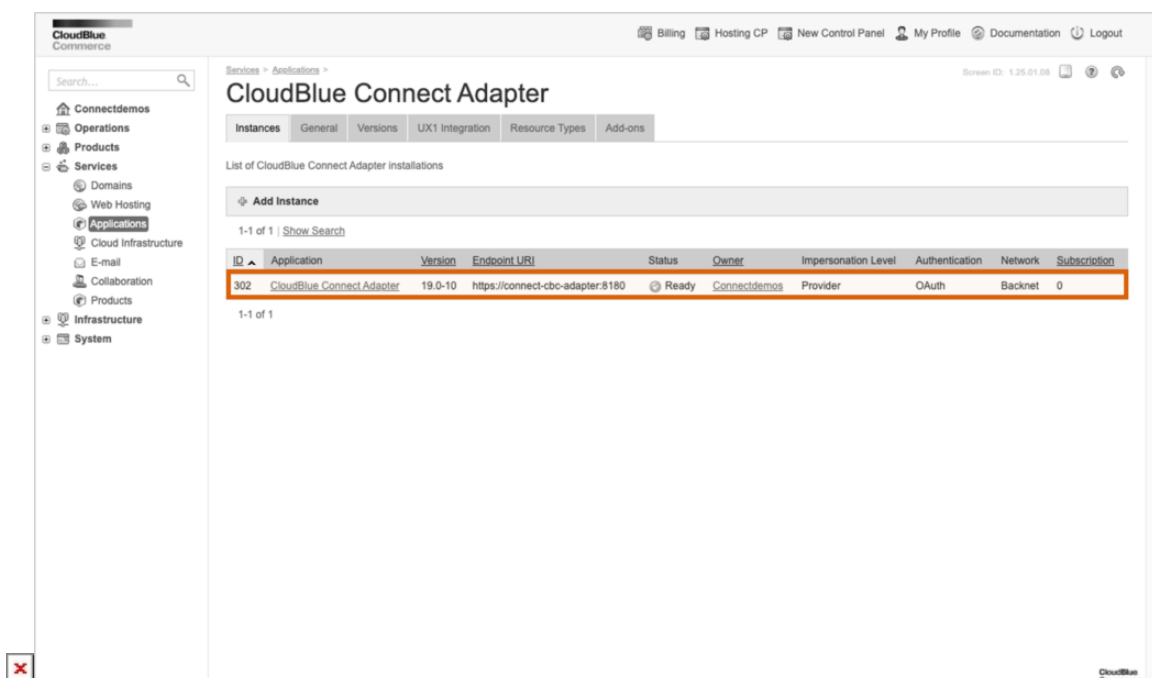 CloudBlue
Commerce
Billing Hosting CP New Control Panel My Profile Documentation Logout
Search...
Connectdemos
Operations
Products
Services
Domains
Web Hosting
Applications
Cloud Infrastructure
E-mail
Collaboration
Products
Infrastructure
System
Services > Applications >
Screen ID: 1.25.01.08
CloudBlue Connect Adapter
Instances General Versions UX1 Integration Resource Types Add-ons
List of CloudBlue Connect Adapter installations
Add Instance
1-1 of 1 | Show Search
ID Application Version Endpoint URI Status Owner Impersonation Level Authentication Network Subscription
302 CloudBlue Connect Adapter 19.0-10 https://connect-cbc-adapter:8180 Ready Connectdemos Provider OAuth Backnet 0
1-1 of 1
CloudBlue